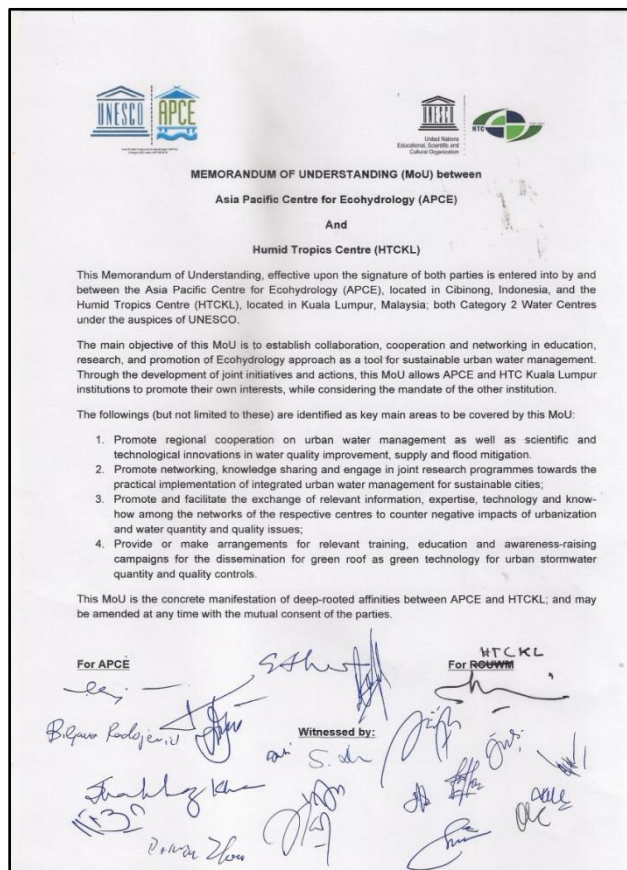 UNESCO APCE
UNESCO HTC
United Nations
Educational, Scientific and
Cultural Organization
MEMORANDUM OF UNDERSTANDING (MoU) between
Asia Pacific Centre for Ecohydrology (APCE)
And
Humid Tropics Centre (HTCKL)
This Memorandum of Understanding, effective upon the signature of both parties is entered into by and
between the Asia Pacific Centre for Ecohydrology (APCE), located in Cibinong, Indonesia, and the
Humid Tropics Centre (HTCKL), located in Kuala Lumpur, Malaysia; both Category 2 Water Centres
under the auspices of UNESCO.
The main objective of this MoU is to establish collaboration, cooperation and networking in education,
research, and promotion of Ecohydrology approach as a tool for sustainable urban water management.
Through the development of joint initiatives and actions, this MoU allows APCE and HTC Kuala Lumpur
institutions to promote their own interests, while considering the mandate of the other institution.
The followings (but not limited to these) are identified as key main areas to be covered by this MoU:
1. Promote regional cooperation on urban water management as well as scientific and
technological innovations in water quality improvement, supply and flood mitigation.
2. Promote networking, knowledge sharing and engage in joint research programmes towards the
practical implementation of integrated urban water management for sustainable cities;
3. Promote and facilitate the exchange of relevant information, expertise, technology and know-
how among the networks of the respective centres to counter negative impacts of urbanization
and water quantity and quality issues;
4. Provide or make arrangements for relevant training, education and awareness-raising
campaigns for the dissemination for green roof as green technology for urban stormwater
quantity and quality controls.
This MoU is the concrete manifestation of deep-rooted affinities between APCE and HTCKL; and may
be amended at any time with the mutual consent of the parties.
HTCKL
For APCE For ROUWM
Witnessed by: